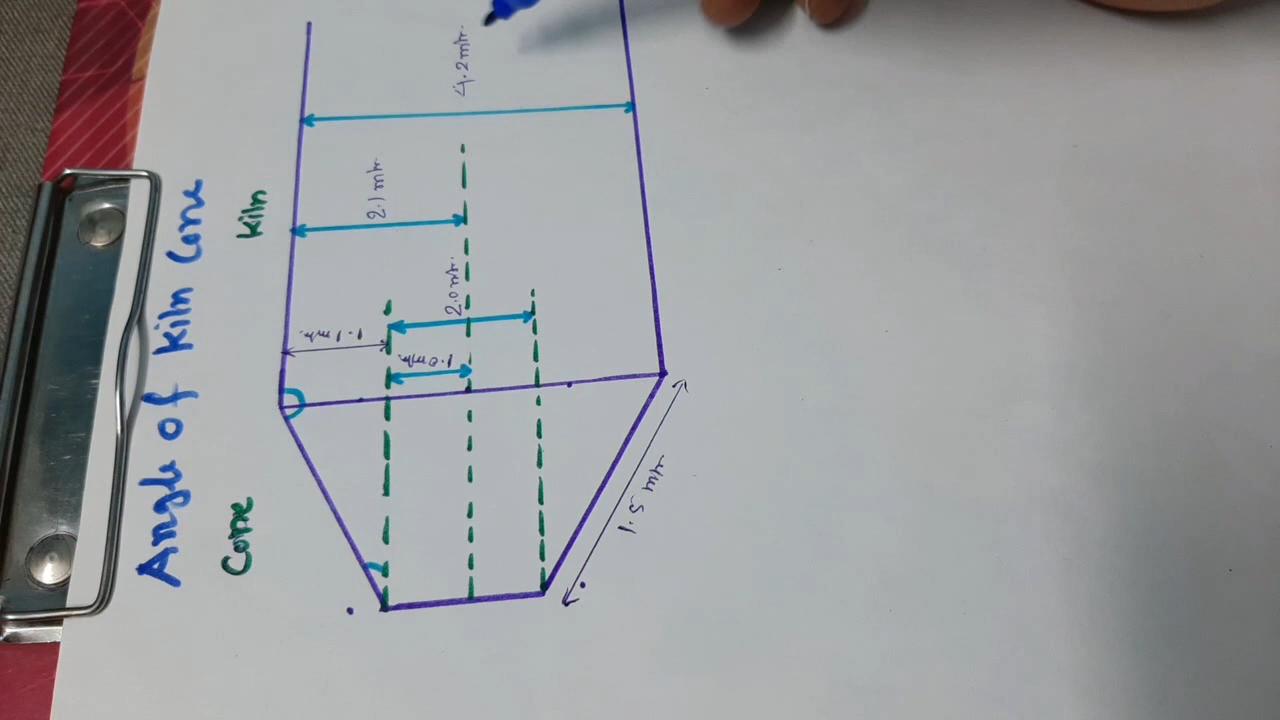 Angle of kiln Cone
Cone
Kiln
4.2 mtr.
2.1 mtr.
2.0 mtr.
1.1 mtr.
1.0 mtr.
1.5 mtr